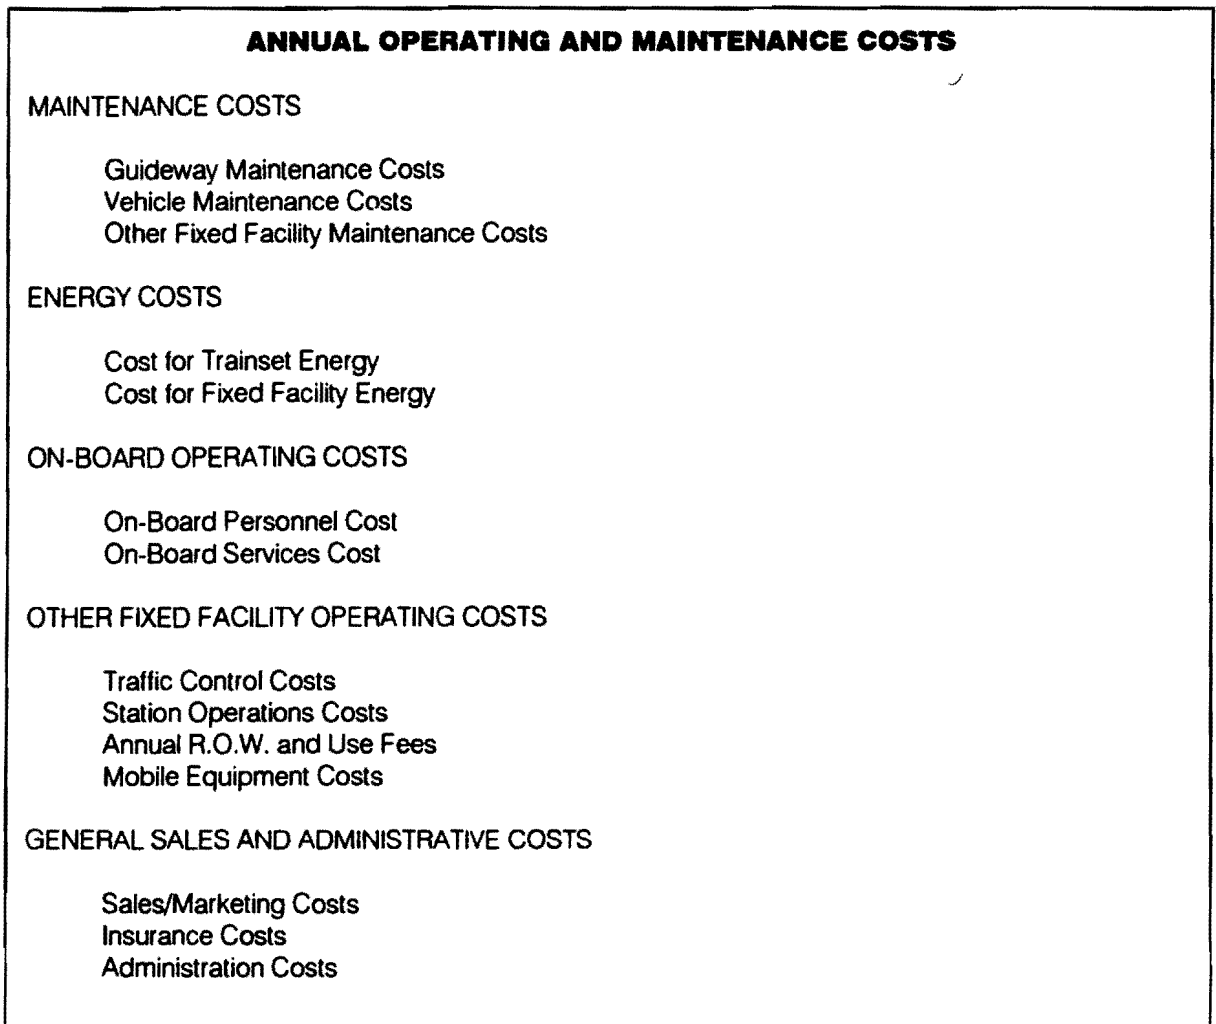 ANNUAL OPERATING AND MAINTENANCE COSTS
MAINTENANCE COSTS
Guideway Maintenance Costs
Vehicle Maintenance Costs
Other Fixed Facility Maintenance Costs
ENERGY COSTS
Cost for Trainset Energy
Cost for Fixed Facility Energy
ON-BOARD OPERATING COSTS
On-Board Personnel Cost
On-Board Services Cost
OTHER FIXED FACILITY OPERATING COSTS
Traffic Control Costs
Station Operations Costs
Annual R.O.W. and Use Fees
Mobile Equipment Costs
GENERAL SALES AND ADMINISTRATIVE COSTS
Sales/Marketing Costs
Insurance Costs
Administration Costs